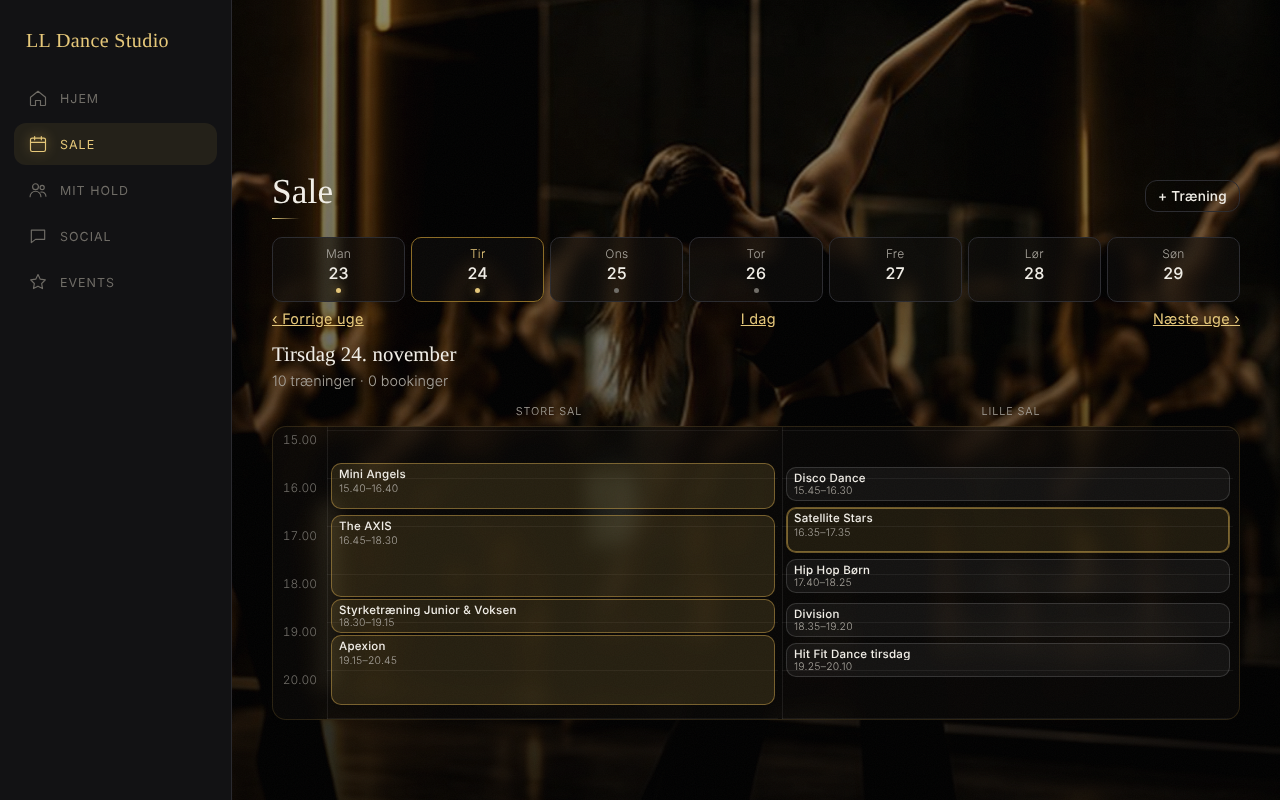 LL Dance Studio
HJEM
SALE
MIT HOLD
SOCIAL
EVENTS
Sale
+ Træning
Man
23
Tir
24
Ons
25
Tor
26
Fre
27
Lør
28
Søn
29
‹ Forrige uge
I dag
Næste uge ›
Tirsdag 24. november
10 træninger · 0 bookinger
STORE SAL
LILLE SAL
15.00
16.00
17.00
18.00
19.00
20.00
Mini Angels
15.40–16.40
The AXIS
16.45–18.30
Styrketræning Junior & Voksen
18.30–19.15
Apexion
19.15–20.45
Disco Dance
15.45–16.30
Satellite Stars
16.35–17.35
Hip Hop Børn
17.40–18.25
Division
18.35–19.20
Hit Fit Dance tirsdag
19.25–20.10